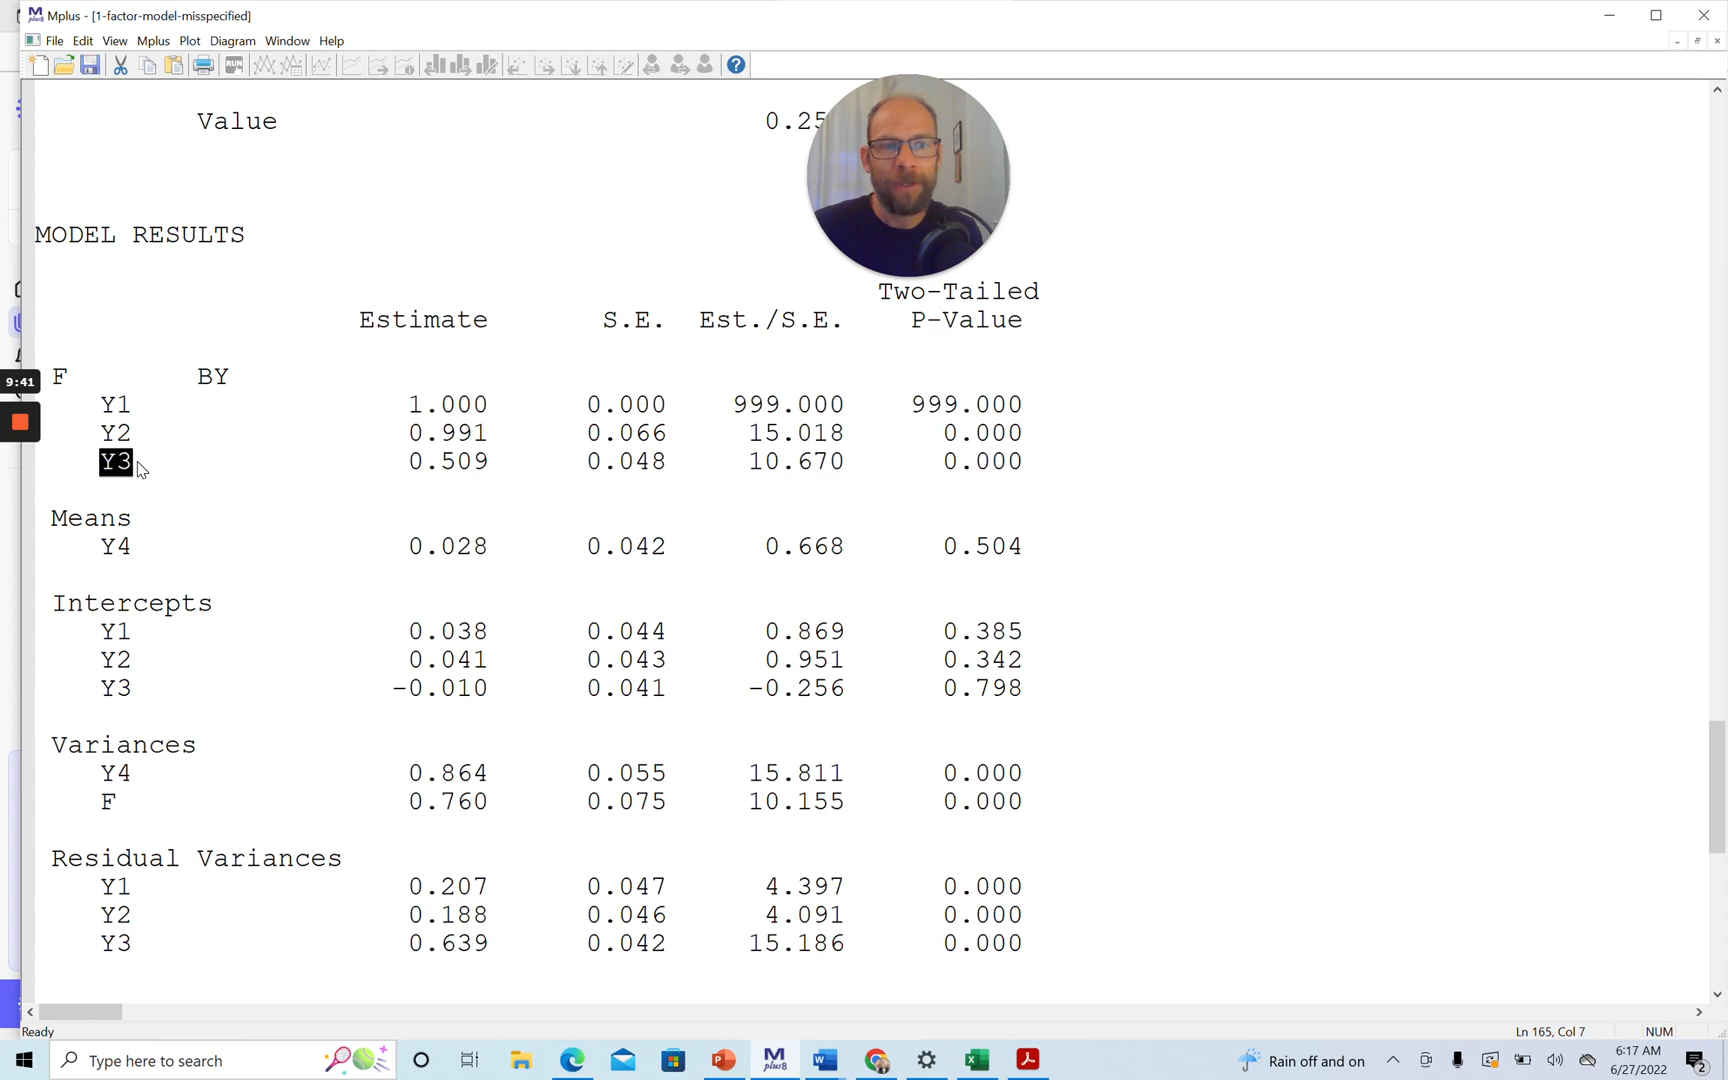 Mplus - [1-factor-model-misspecified]
File Edit View Mplus Plot Diagram Window Help
RUN
Value 0.25
MODEL RESULTS
Two-Tailed
Estimate S.E. Est./S.E. P-Value
F BY
9:41
Y1 1.000 0.000 999.000 999.000
Y2 0.991 0.066 15.018 0.000
Y3 0.509 0.048 10.670 0.000
Means
Y4 0.028 0.042 0.668 0.504
Intercepts
Y1 0.038 0.044 0.869 0.385
Y2 0.041 0.043 0.951 0.342
Y3 -0.010 0.041 -0.256 0.798
Variances
Y4 0.864 0.055 15.811 0.000
F 0.760 0.075 10.155 0.000
Residual Variances
Y1 0.207 0.047 4.397 0.000
Y2 0.188 0.046 4.091 0.000
Y3 0.639 0.042 15.186 0.000
Ready Ln 165, Col 7 NUM
Type here to search Rain off and on 6:17 AM
6/27/2022 2